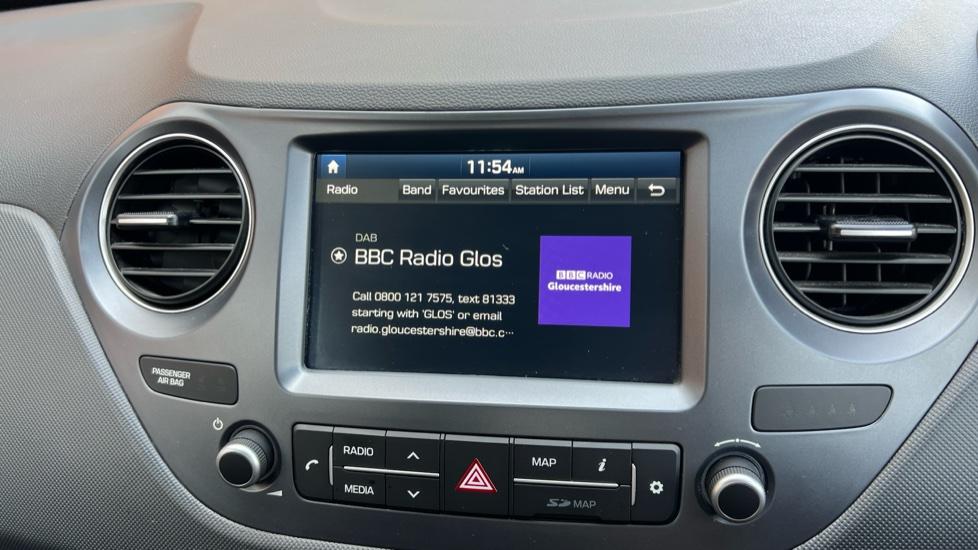 11:54AM
Radio Band Favourites Station List Menu
DAB
BBC Radio Glos
BBC RADIO
Gloucestershire
Call 0800 121 7575, text 81333
starting with 'GLOS' or email
radio.gloucestershire@bbc.c···
PASSENGER
AIR BAG
RADIO
MEDIA
MAP
i
SD MAP